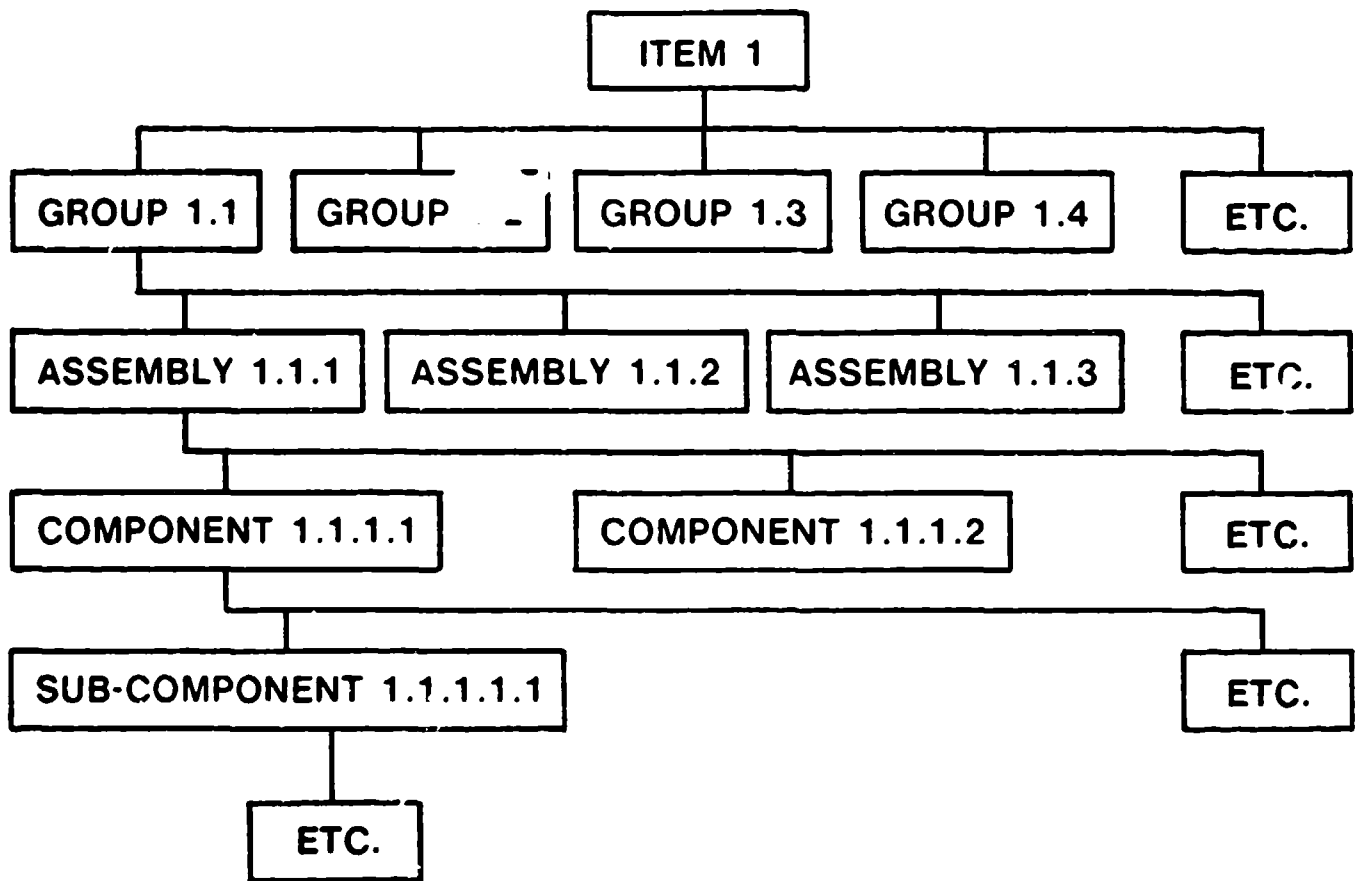 ITEM 1
GROUP 1.1
GROUP
GROUP 1.3
GROUP 1.4
ETC.
ASSEMBLY 1.1.1
ASSEMBLY 1.1.2
ASSEMBLY 1.1.3
ETC.
COMPONENT 1.1.1.1
COMPONENT 1.1.1.2
ETC.
SUB-COMPONENT 1.1.1.1.1
ETC.
ETC.